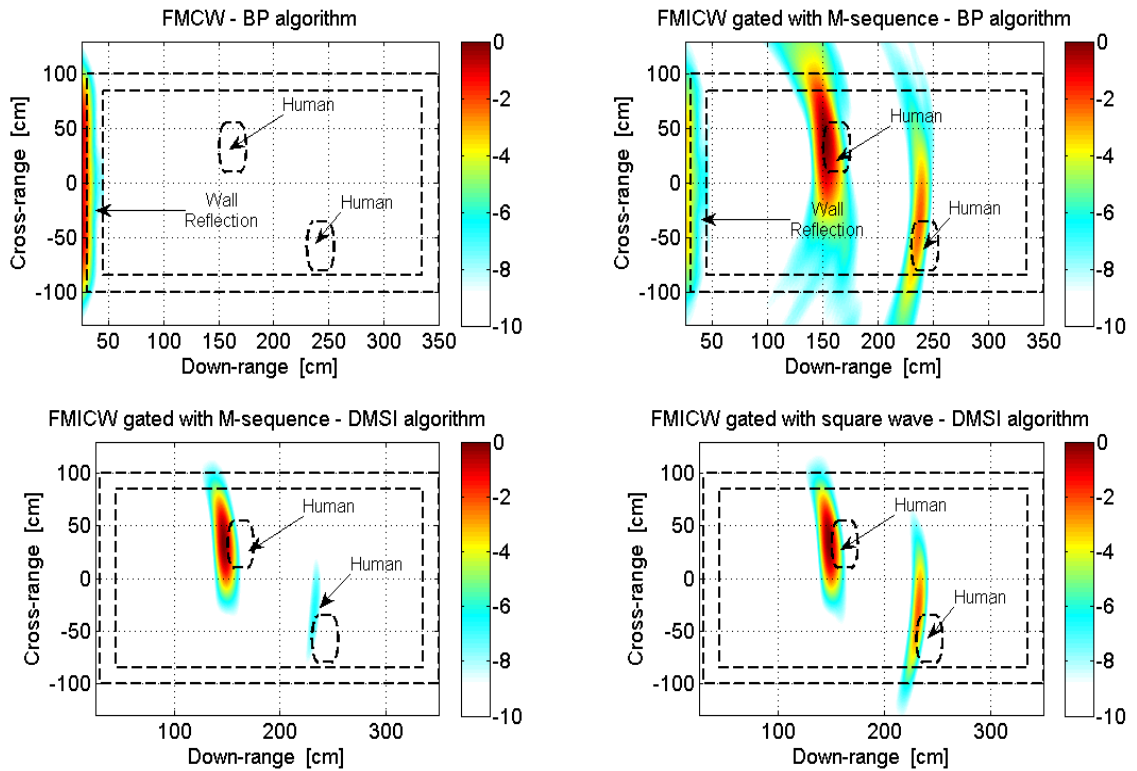 FMCW - BP algorithm
Cross-range [cm]
100
50
0
-50
-100
Human
Wall
Reflection
Human
50
100
150
200
250
300
350
Down-range [cm]
0
-2
-4
-6
-8
-10
FMICW gated with M-sequence - BP algorithm
Cross-range [cm]
100
50
0
-50
-100
Human
Wall
Reflection
Human
50
100
150
200
250
300
350
Down-range [cm]
0
-2
-4
-6
-8
-10
FMICW gated with M-sequence - DMSI algorithm
Cross-range [cm]
100
50
0
-50
-100
Human
Human
100
200
300
Down-range [cm]
0
-2
-4
-6
-8
-10
FMICW gated with square wave - DMSI algorithm
Cross-range [cm]
100
50
0
-50
-100
Human
Human
100
200
300
Down-range [cm]
0
-2
-4
-6
-8
-10